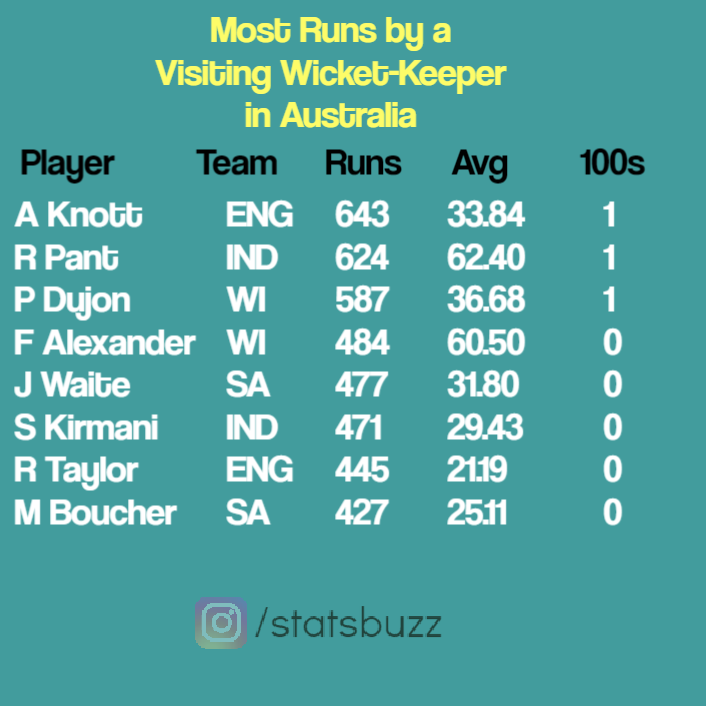 Most Runs by a
Visiting Wicket-Keeper
in Australia
Player Team Runs Avg 100s
A Knott ENG 643 33.84 1
R Pant IND 624 62.40 1
P Dujon WI 587 36.68 1
F Alexander WI 484 60.50 0
J Waite SA 477 31.80 0
S Kirmani IND 471 29.43 0
R Taylor ENG 445 21.19 0
M Boucher SA 427 25.11 0
/statsbuzz